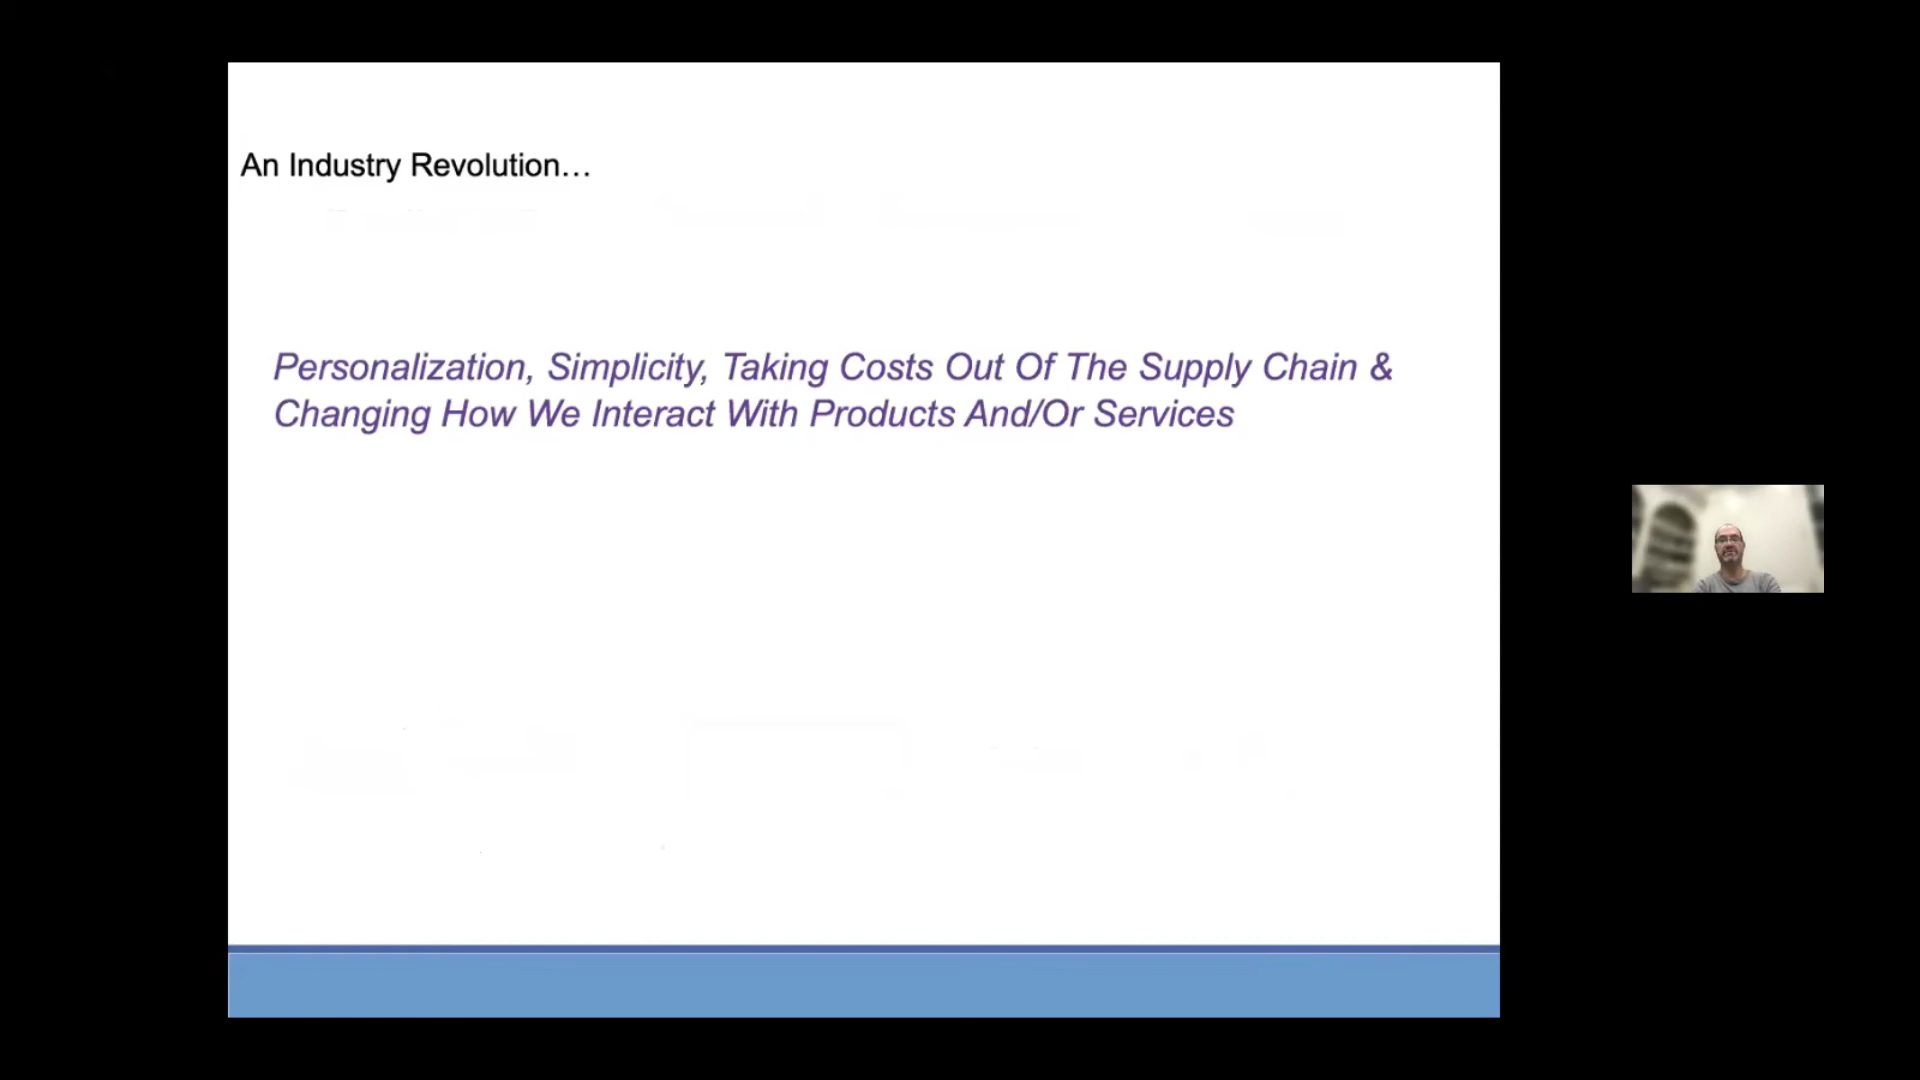 An Industry Revolution…
Personalization, Simplicity, Taking Costs Out Of The Supply Chain &
Changing How We Interact With Products And/Or Services